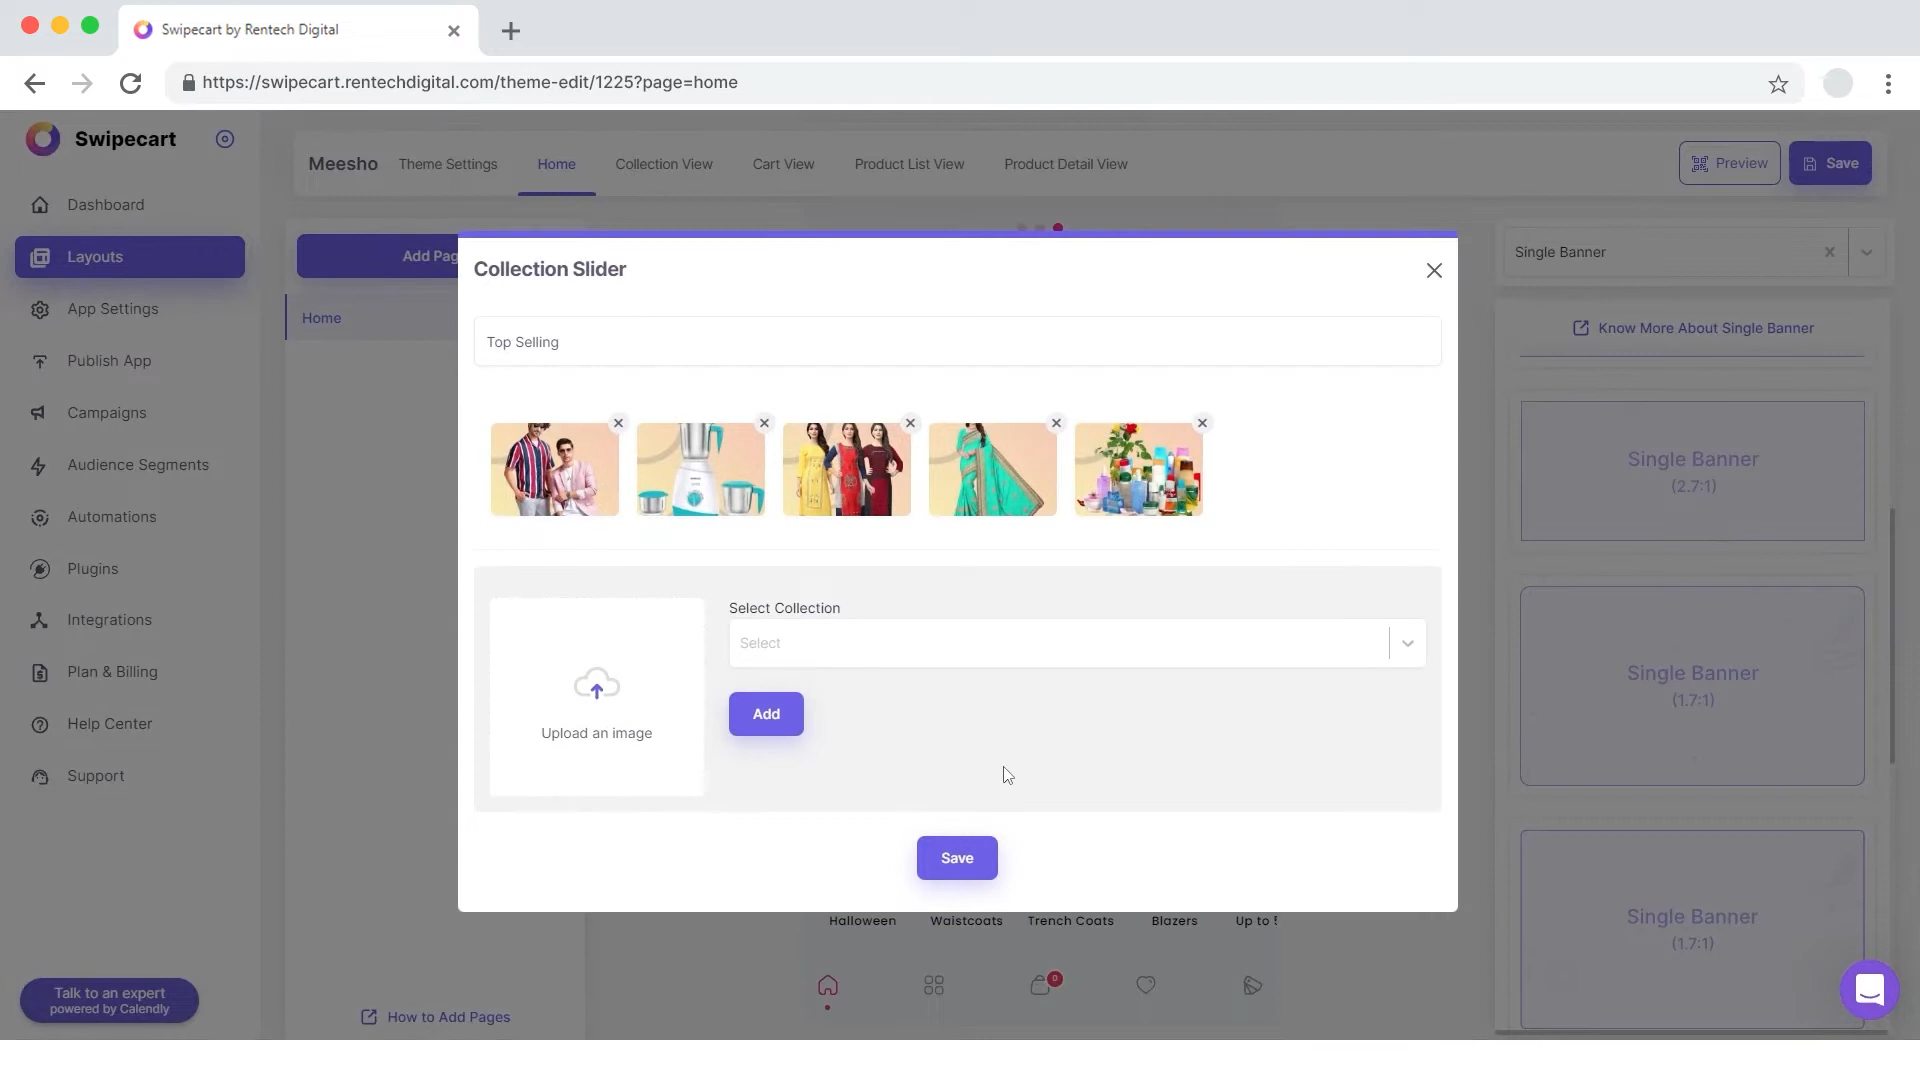 Swipecart by Rentech Digital
https://swipecart.rentechdigital.com/theme-edit/1225?page=home
Swipecart
Meesho
Theme Settings
Home
Collection View
Cart View
Product List View
Product Detail View
Preview
Save
Dashboard
Layouts
App Settings
Publish App
Campaigns
Audience Segments
Automations
Plugins
Integrations
Plan & Billing
Help Center
Support
Talk to an expert
powered by Calendly
Add Pag
Home
How to Add Pages
Collection Slider
Top Selling
Select Collection
Select
Upload an image
Add
Save
Halloween
Waistcoats
Trench Coats
Blazers
Up to
0
Single Banner
Know More About Single Banner
Single Banner
(2.7:1)
Single Banner
(1.7:1)
Single Banner
(1.7:1)